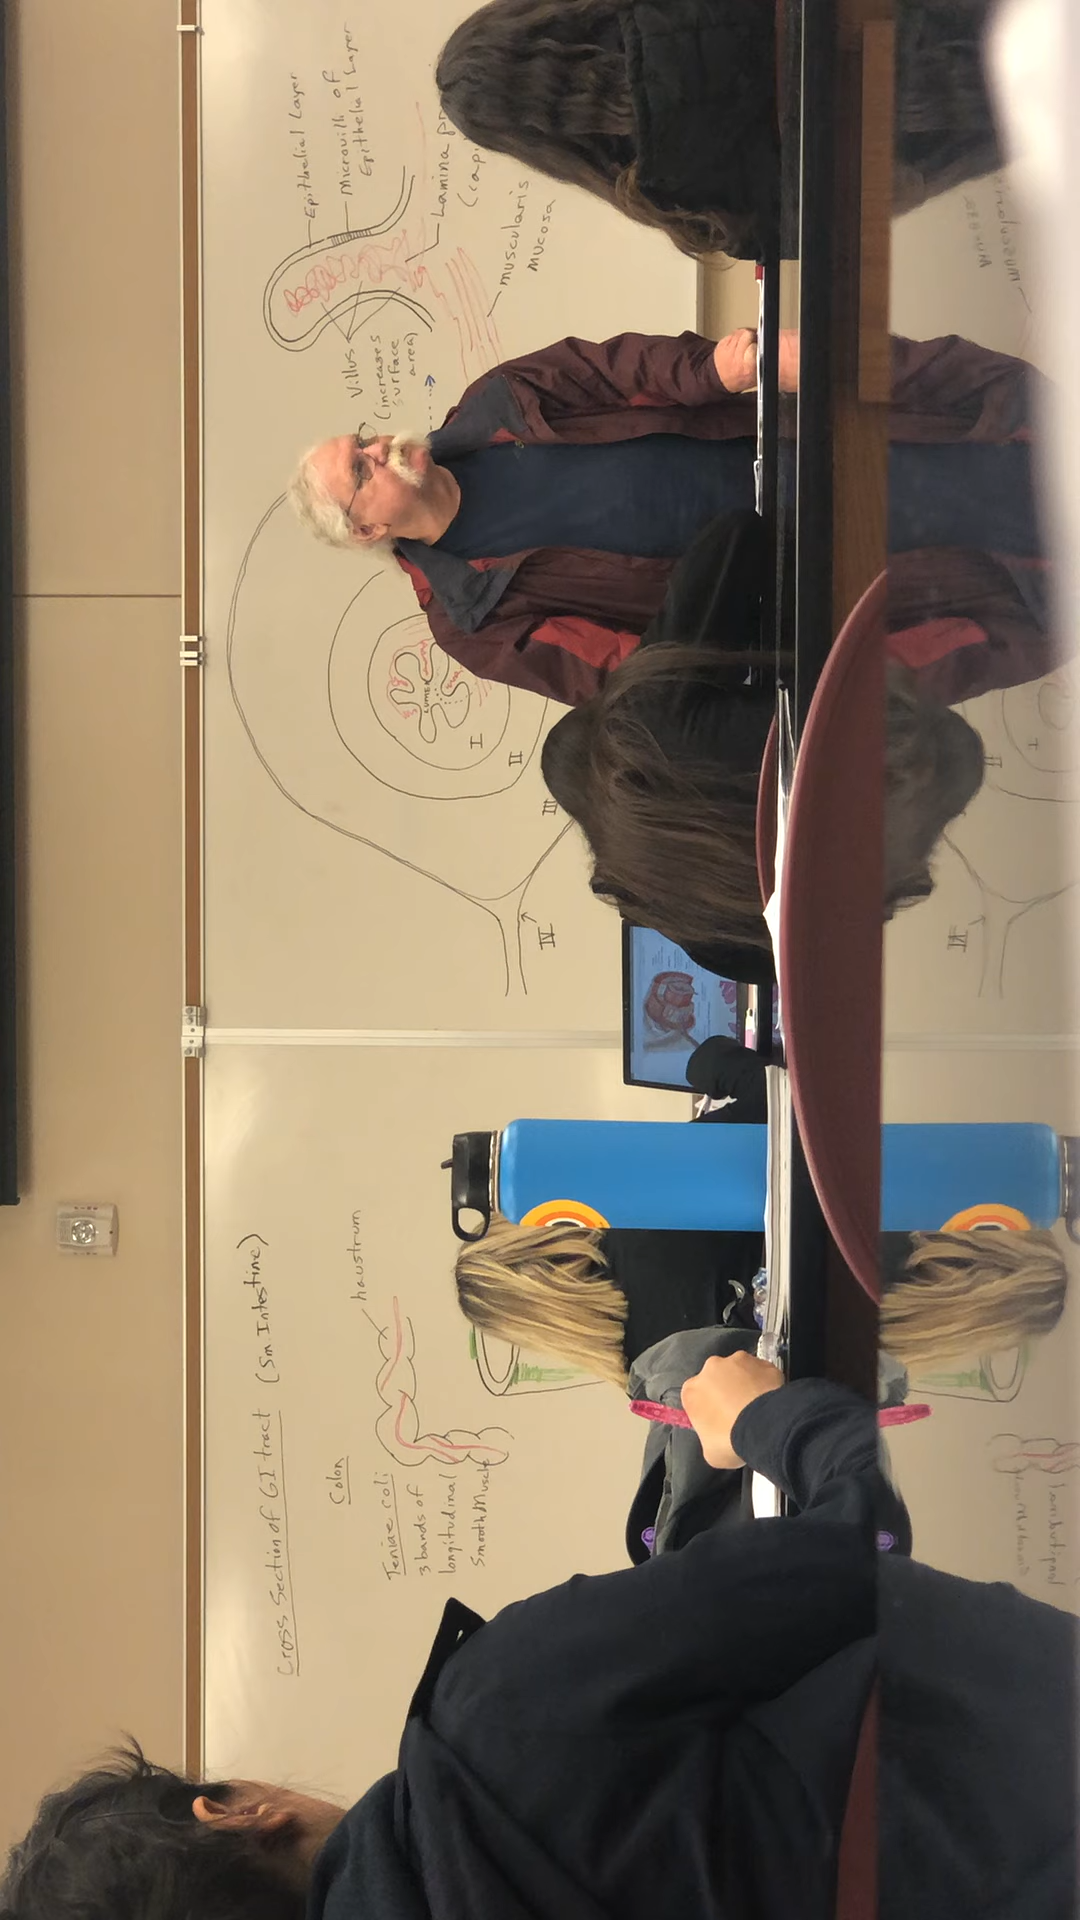 Cross Section of GI tract (Sm. Intestine)
Colon
haustrum
Teniae coli
3 bands of
longitudinal
Smooth Muscle
LUMEN
I
II
III
IV
Villus
(increases
surface
area)
Epithelial Layer
Microvilli of
Epithelial Layer
Lamina
muscularis
mucosa